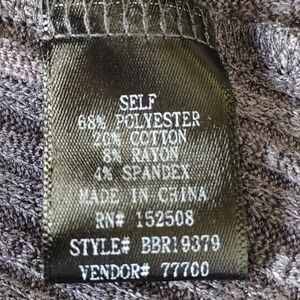 SELF
68% POLYESTER
20% COTTON
8% RAYON
4% SPANDEX
MADE IN CHINA
RN# 152508
STYLE# BBR19379
VENDOR# 77700